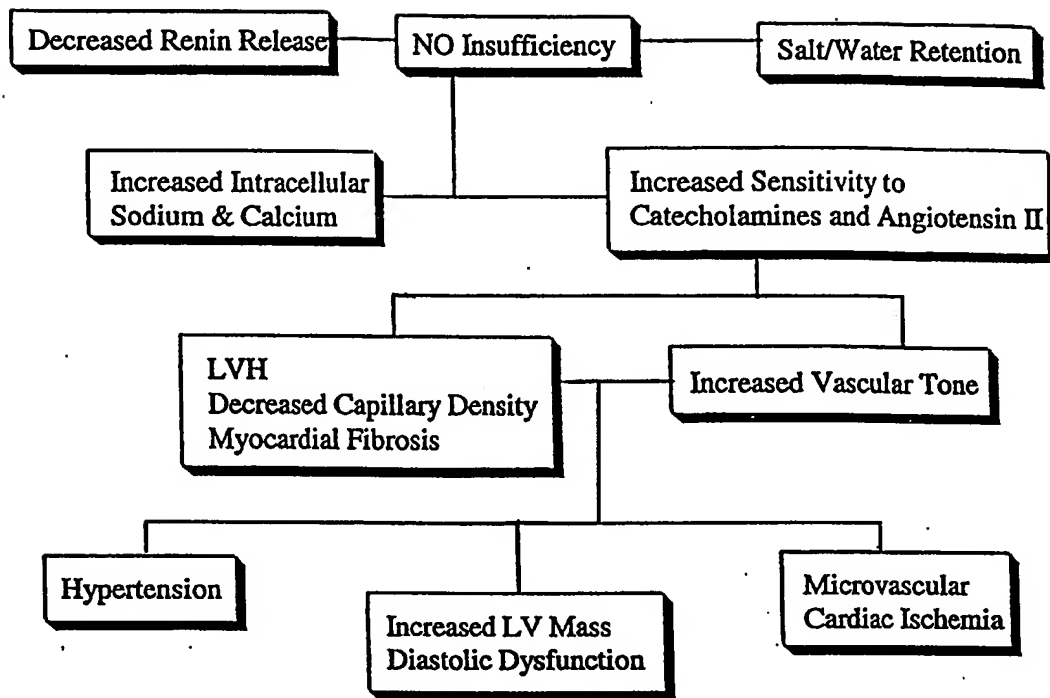 Decreased Renin Release
NO Insufficiency
Salt/Water Retention
Increased Intracellular
Sodium & Calcium
Increased Sensitivity to
Catecholamines and Angiotensin II
LVH
Decreased Capillary Density
Myocardial Fibrosis
Increased Vascular Tone
Hypertension
Increased LV Mass
Diastolic Dysfunction
Microvascular
Cardiac Ischemia